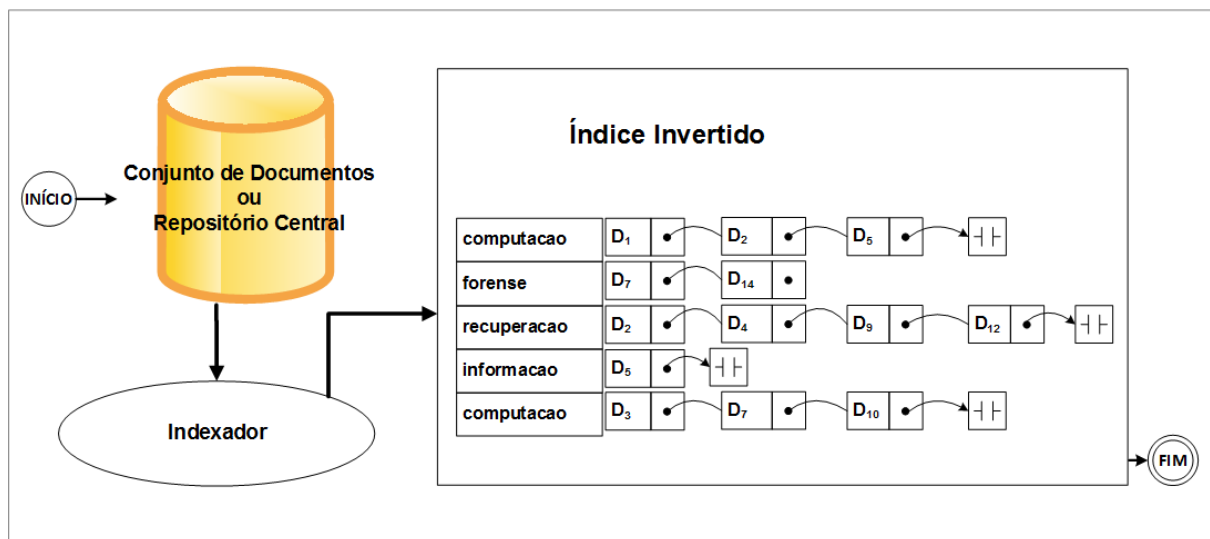 Índice Invertido
INÍCIO
Conjunto de Documentos
ou
Repositório Central
computacao D1 D2 D5
forense D7 D14
recuperacao D2 D4 D9 D12
informacao D5
computacao D3 D7 D10
Indexador
FIM